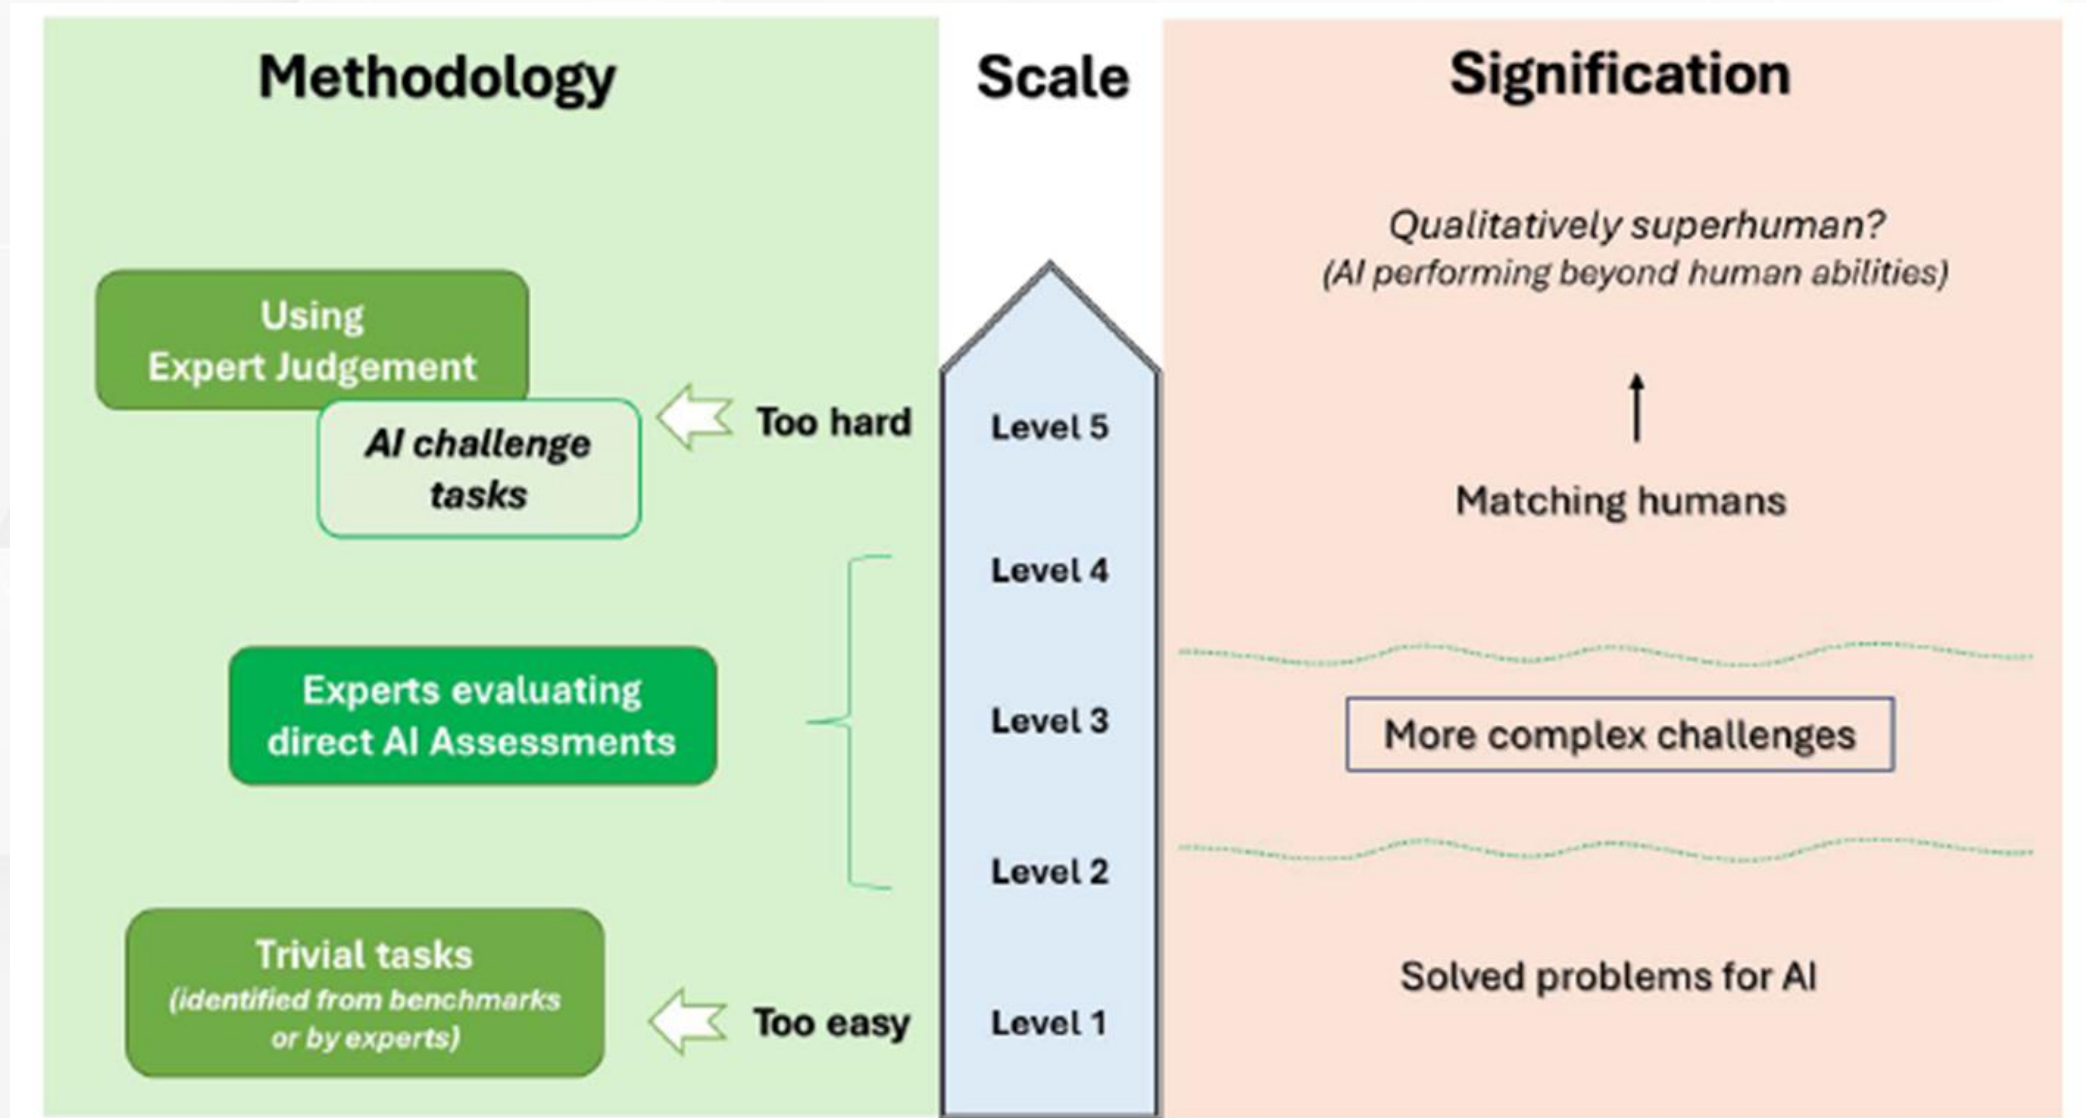 Methodology
Using
Expert Judgement
AI challenge
tasks
Too hard
Experts evaluating
direct AI Assessments
Trivial tasks
(identified from benchmarks
or by experts)
Too easy
Scale
Level 5
Level 4
Level 3
Level 2
Level 1
Signification
Qualitatively superhuman?
(AI performing beyond human abilities)
Matching humans
More complex challenges
Solved problems for AI